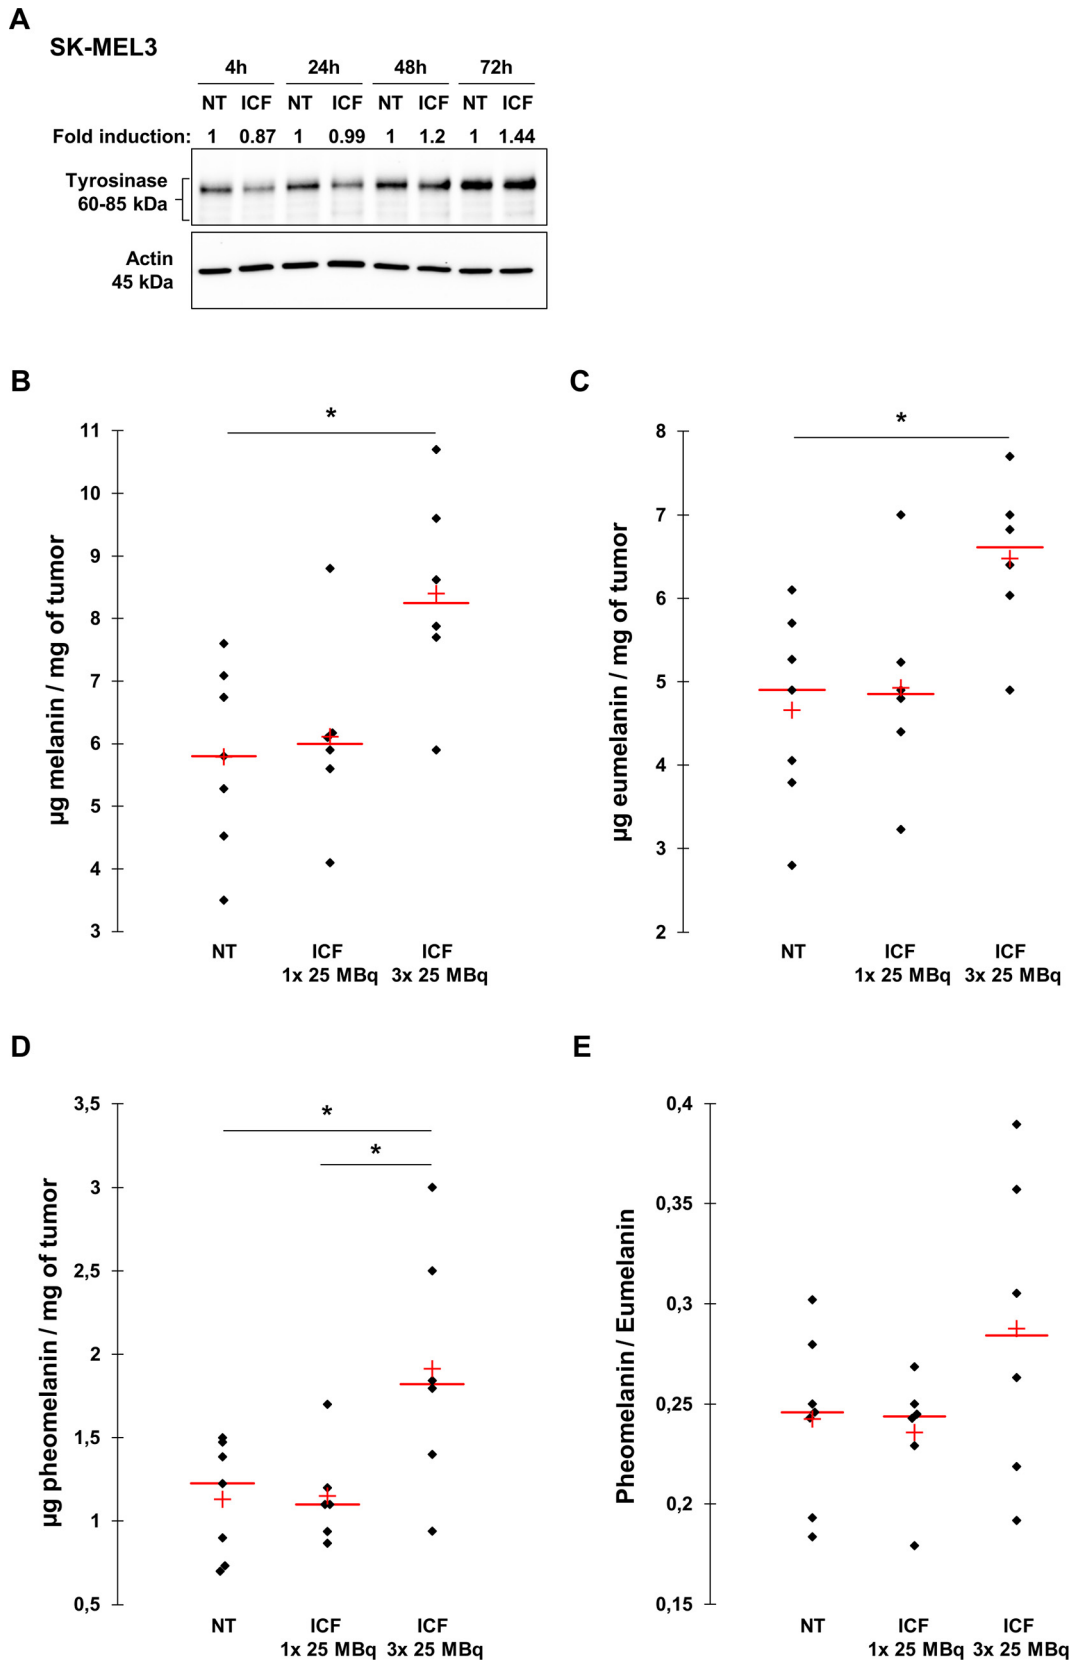 A
SK-MEL3
4h 24h 48h 72h
NT ICF NT ICF NT ICF NT ICF
Fold induction: 1 0.87 1 0.99 1 1.2 1 1.44
Tyrosinase
60-85 kDa
Actin
45 kDa
B
*
µg melanin / mg of tumor
11
10
9
8
7
6
5
4
3
NT ICF ICF
1x 25 MBq 3x 25 MBq
C
*
µg eumelanin / mg of tumor
8
7
6
5
4
3
2
NT ICF ICF
1x 25 MBq 3x 25 MBq
D
*
*
µg pheomelanin / mg of tumor
3,5
3
2,5
2
1,5
1
0,5
NT ICF ICF
1x 25 MBq 3x 25 MBq
E
Pheomelanin / Eumelanin
0,4
0,35
0,3
0,25
0,2
0,15
NT ICF ICF
1x 25 MBq 3x 25 MBq